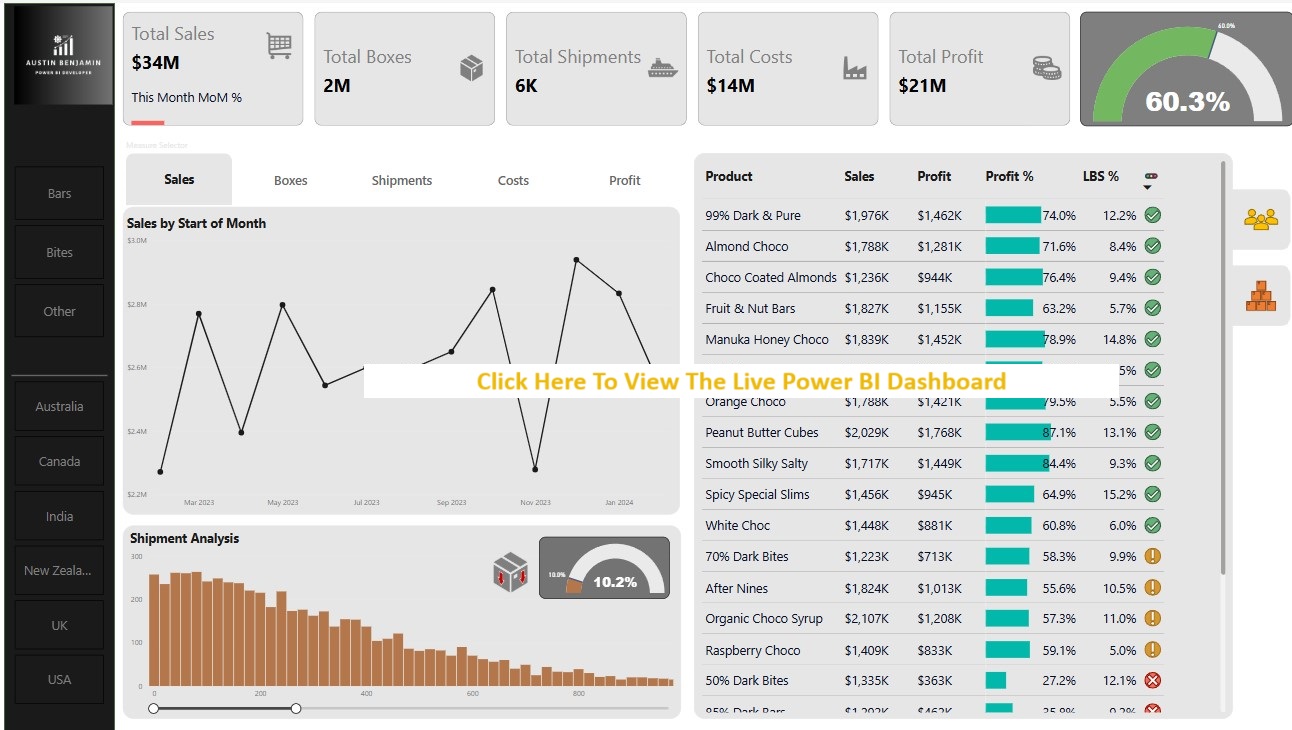 AUSTIN BENJAMIN
POWER BI DEVELOPER
Bars
Bites
Other
Australia
Canada
India
New Zeala...
UK
USA
Total Sales
$34M
This Month MoM %
Total Boxes
2M
Total Shipments
6K
Total Costs
$14M
Total Profit
$21M
60.0%
60.3%
Measure Selector
Sales Boxes Shipments Costs Profit
Sales by Start of Month
$3.0M
$2.8M
$2.6M
$2.4M
$2.2M
Mar 2023 May 2023 Jul 2023 Sep 2023 Nov 2023 Jan 2024
Click Here To View The Live Power BI Dashboard
Shipment Analysis
300
200
100
0
0 200 400 600 800
10.0%
10.2%
Product Sales Profit Profit % LBS %
99% Dark & Pure $1,976K $1,462K 74.0% 12.2%
Almond Choco $1,788K $1,281K 71.6% 8.4%
Choco Coated Almonds $1,236K $944K 76.4% 9.4%
Fruit & Nut Bars $1,827K $1,155K 63.2% 5.7%
Manuka Honey Choco $1,839K $1,452K 78.9% 14.8%
Orange Choco $1,788K $1,421K 79.5% 5.5%
Peanut Butter Cubes $2,029K $1,768K 87.1% 13.1%
Smooth Silky Salty $1,717K $1,449K 84.4% 9.3%
Spicy Special Slims $1,456K $945K 64.9% 15.2%
White Choc $1,448K $881K 60.8% 6.0%
70% Dark Bites $1,223K $713K 58.3% 9.9%
After Nines $1,824K $1,013K 55.6% 10.5%
Organic Choco Syrup $2,107K $1,208K 57.3% 11.0%
Raspberry Choco $1,409K $833K 59.1% 5.0%
50% Dark Bites $1,335K $363K 27.2% 12.1%
85% Dark Bars